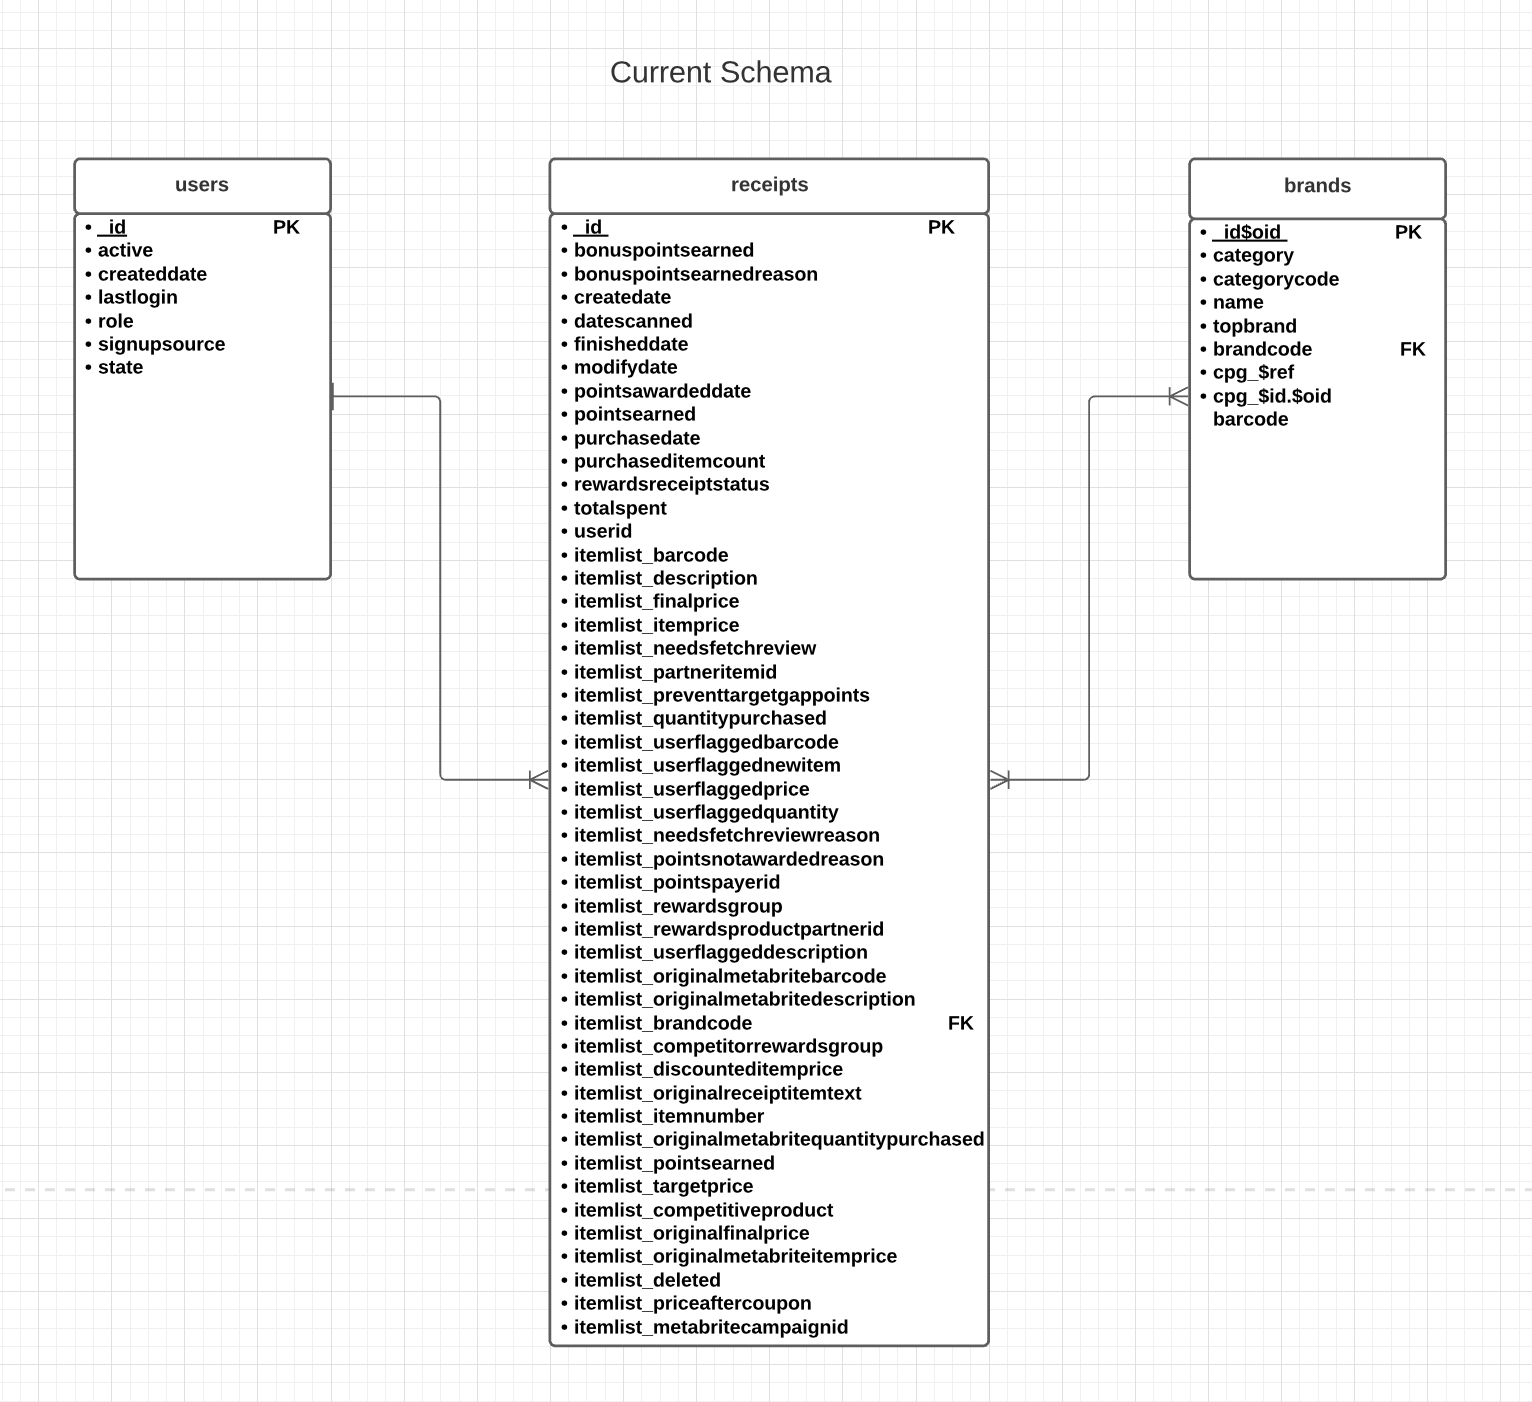 Current Schema
users
• _id PK
• active
• createddate
• lastlogin
• role
• signupsource
• state
receipts
• _id PK
• bonuspointsearned
• bonuspointsearnedreason
• createdate
• datescanned
• finisheddate
• modifydate
• pointsawardeddate
• pointsearned
• purchasedate
• purchaseditemcount
• rewardsreceiptstatus
• totalspent
• userid
• itemlist_barcode
• itemlist_description
• itemlist_finalprice
• itemlist_itemprice
• itemlist_needsfetchreview
• itemlist_partneritemid
• itemlist_preventtargetgappoints
• itemlist_quantitypurchased
• itemlist_userflaggedbarcode
• itemlist_userflaggednewitem
• itemlist_userflaggedprice
• itemlist_userflaggedquantity
• itemlist_needsfetchreviewreason
• itemlist_pointsnotawardedreason
• itemlist_pointspayerid
• itemlist_rewardsgroup
• itemlist_rewardsproductpartnerid
• itemlist_userflaggeddescription
• itemlist_originalmetabritebarcode
• itemlist_originalmetabritedescription
• itemlist_brandcode FK
• itemlist_competitorrewardsgroup
• itemlist_discounteditemprice
• itemlist_originalreceiptitemtext
• itemlist_itemnumber
• itemlist_originalmetabritequantitypurchased
• itemlist_pointsearned
• itemlist_targetprice
• itemlist_competitiveproduct
• itemlist_originalfinalprice
• itemlist_originalmetabriteitemprice
• itemlist_deleted
• itemlist_priceaftercoupon
• itemlist_metabritecampaignid
brands
• _id$oid PK
• category
• categorycode
• name
• topbrand
• brandcode FK
• cpg_$ref
• cpg_$id.$oid
barcode